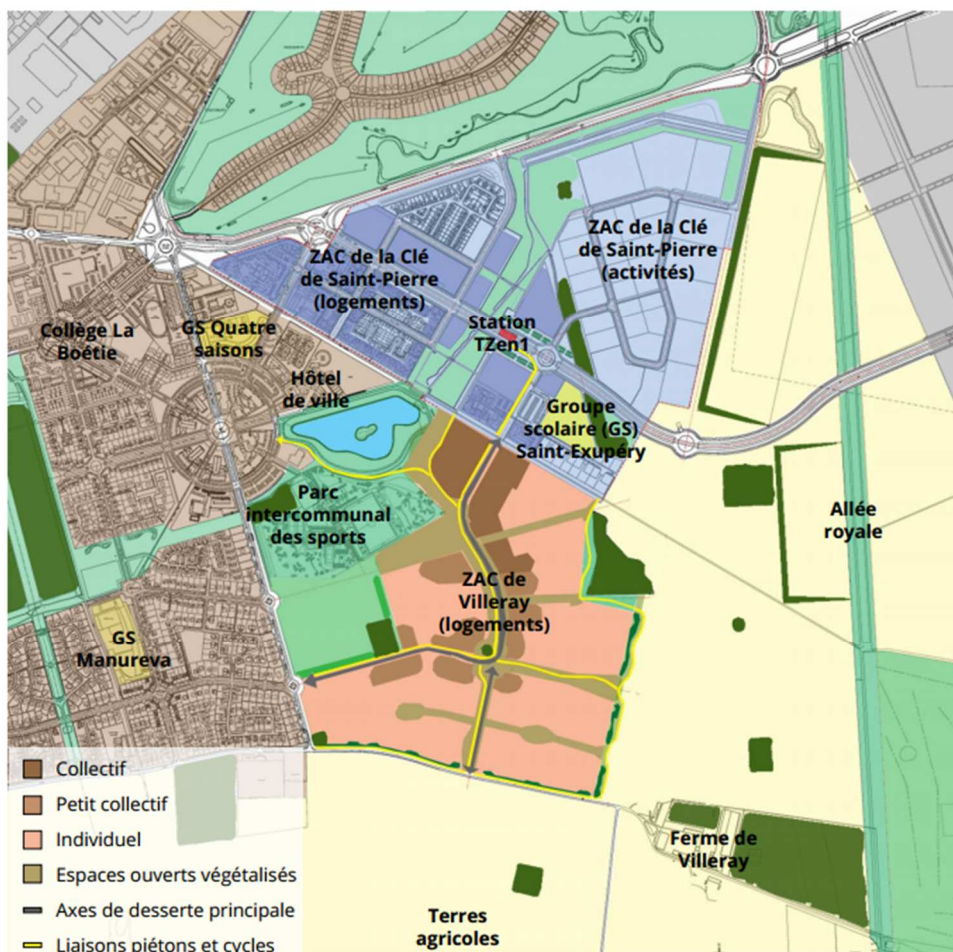 ZAC de la Clé
de Saint-Pierre
(logements)
ZAC de la Clé
de Saint-Pierre
(activités)
Collège La
Boétie
GS Quatre
saisons
Station
TZen1
Hôtel
de ville
Groupe
scolaire (GS)
Saint-Exupéry
Parc
intercommunal
des sports
Allée
royale
ZAC de
Villeray
(logements)
GS
Manureva
Ferme de
Villeray
Terres
agricoles
Collectif
Petit collectif
Individuel
Espaces ouverts végétalisés
Axes de desserte principale
Liaisons piétons et cycles